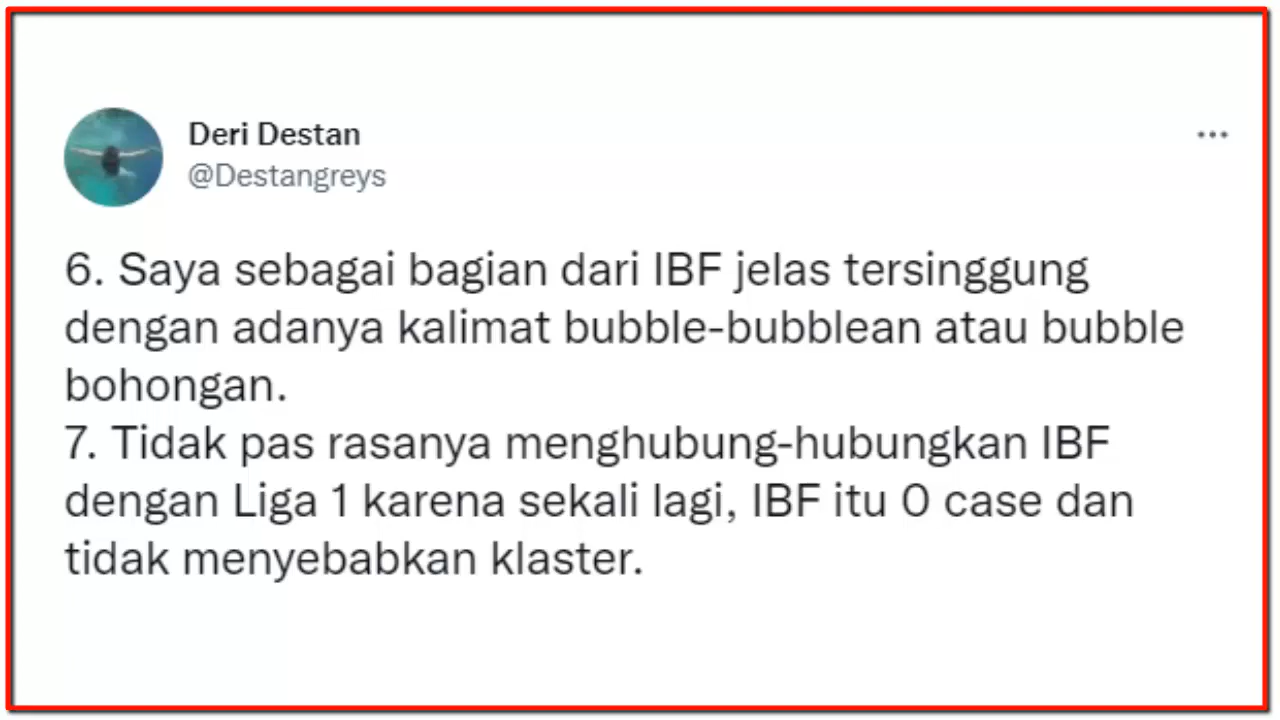 Deri Destan
@Destangreys
6. Saya sebagai bagian dari IBF jelas tersinggung
dengan adanya kalimat bubble-bubblean atau bubble
bohongan.
7. Tidak pas rasanya menghubung-hubungkan IBF
dengan Liga 1 karena sekali lagi, IBF itu 0 case dan
tidak menyebabkan klaster.